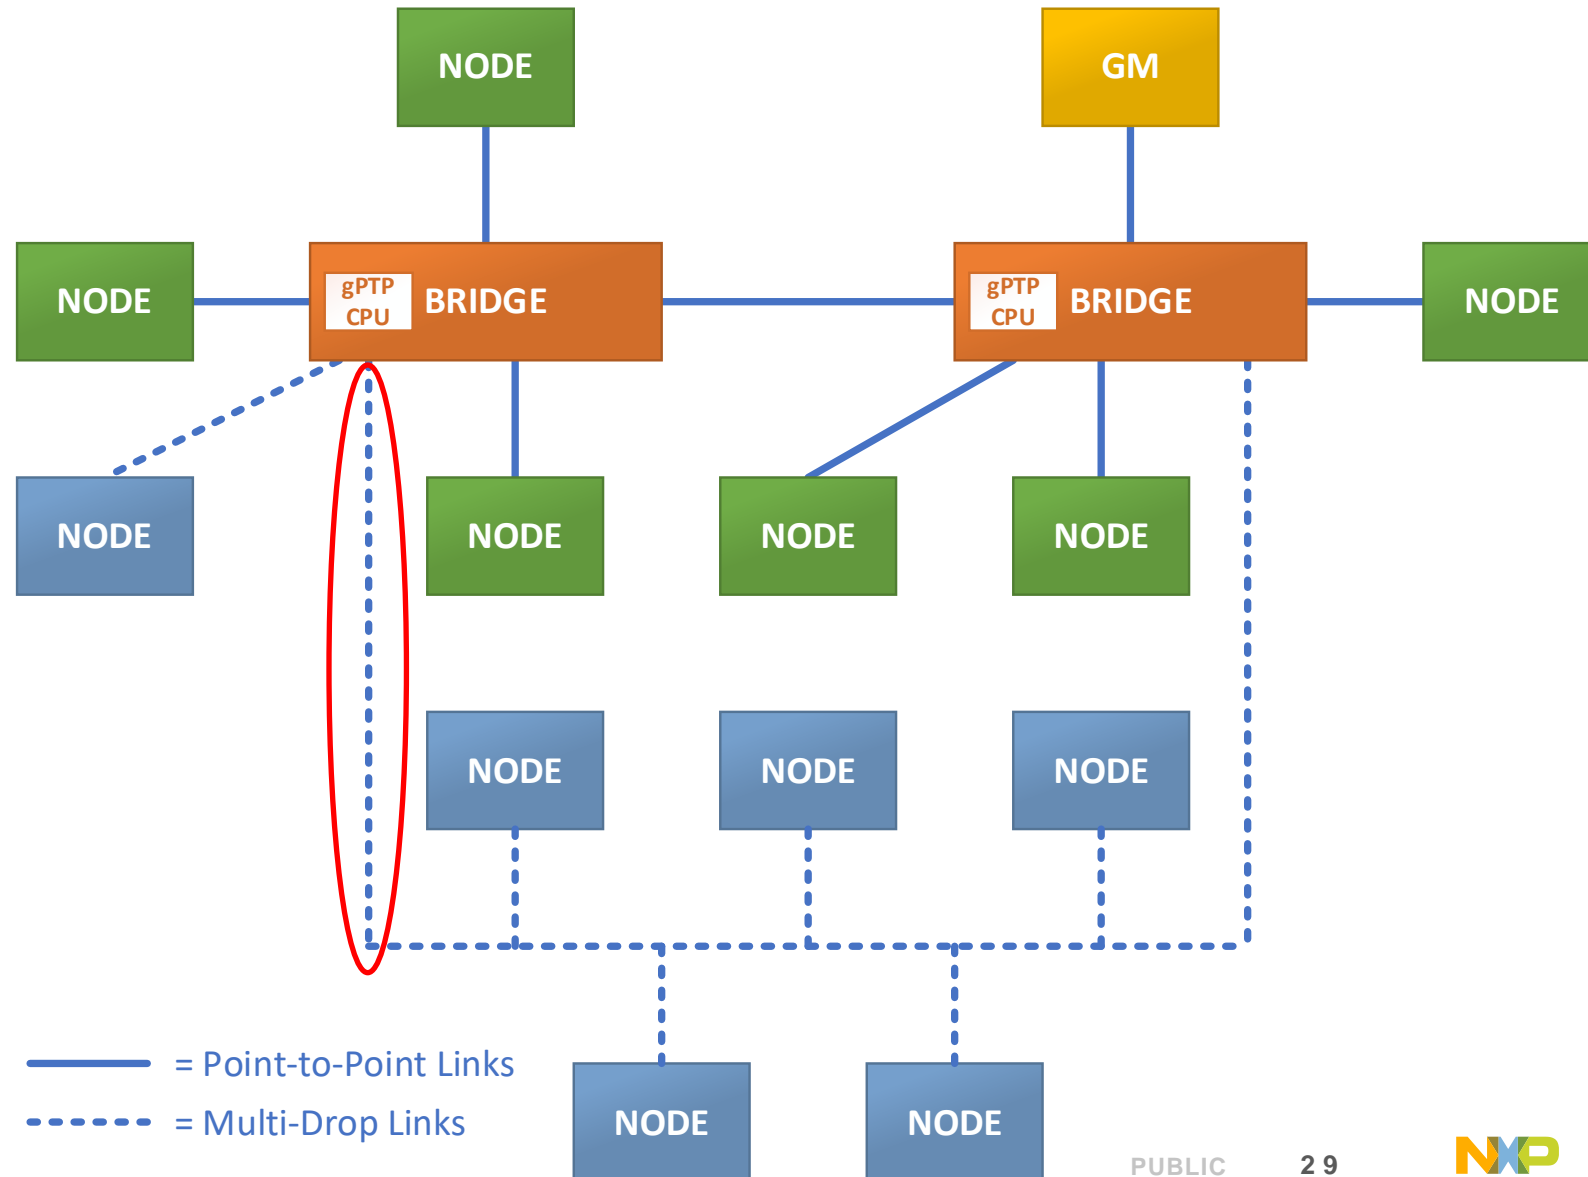 NODE
GM
NODE
gPTP
CPU
BRIDGE
gPTP
CPU
BRIDGE
NODE
NODE
NODE
NODE
NODE
NODE
NODE
NODE
= Point-to-Point Links
= Multi-Drop Links
NODE
NODE
PUBLIC 29
NXP